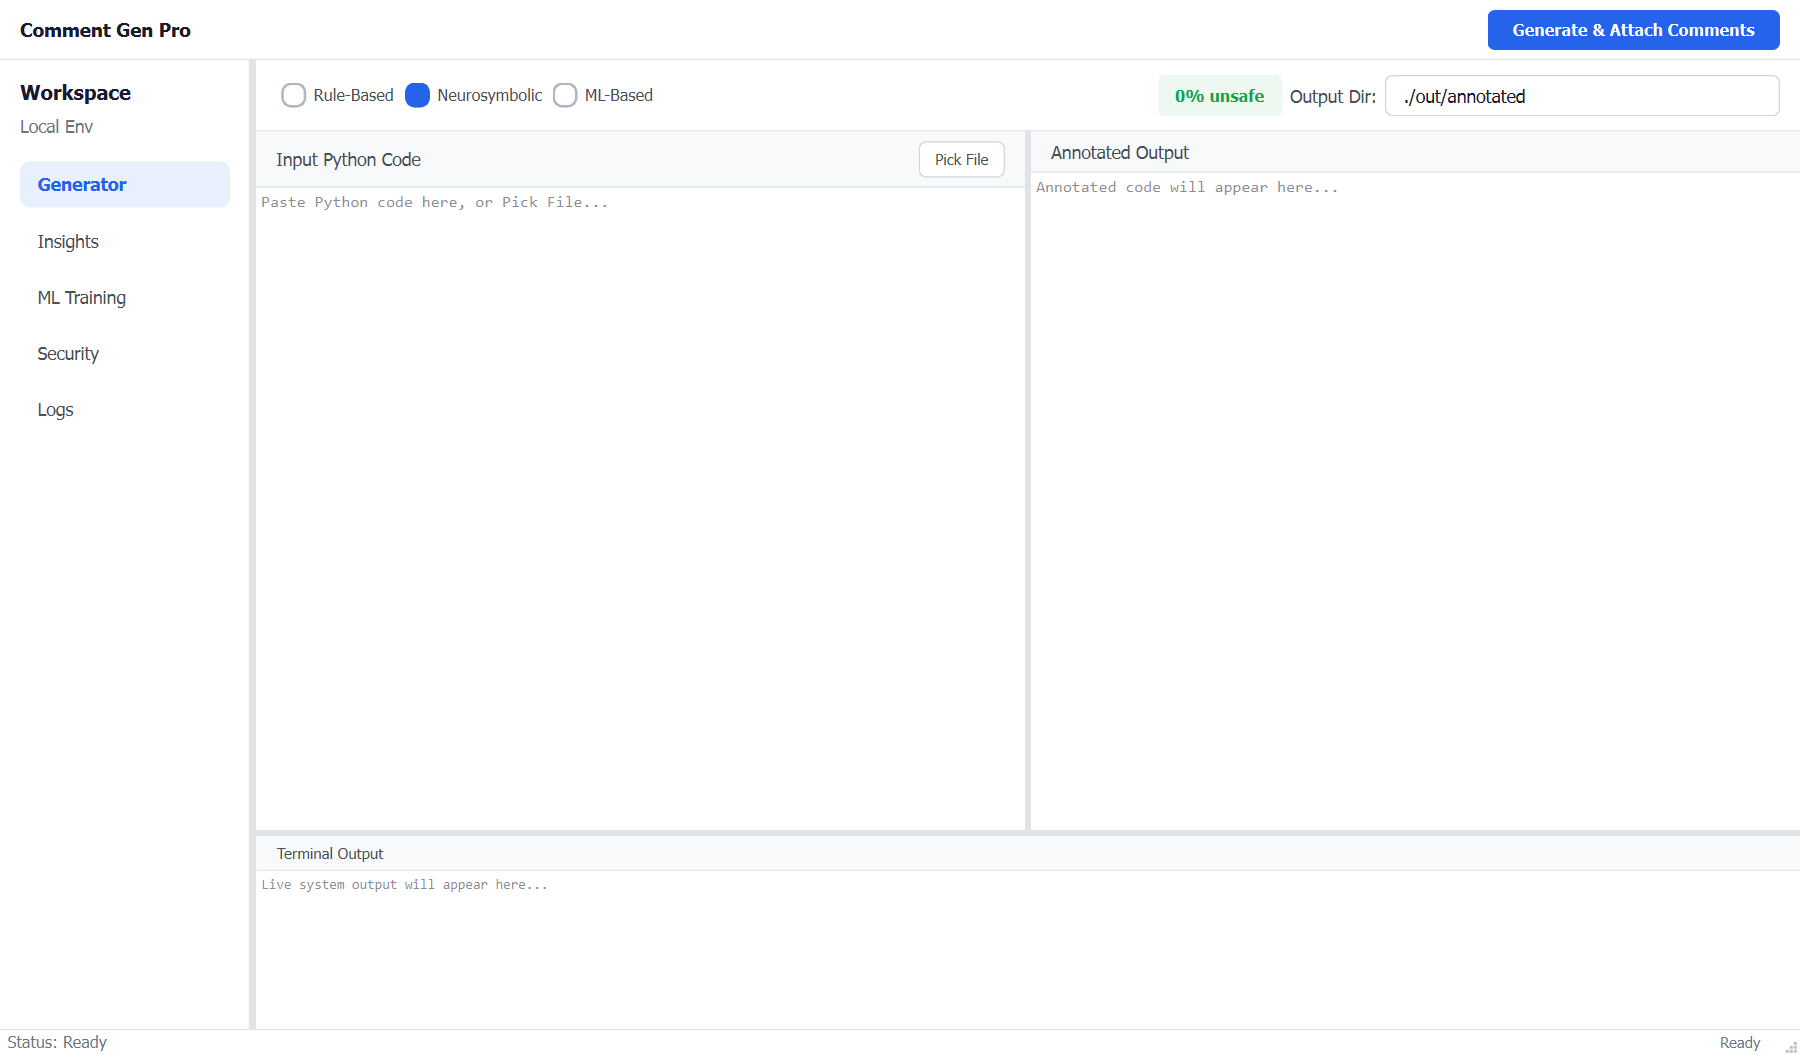 Comment Gen Pro
Generate & Attach Comments
Workspace
Local Env
Generator
Insights
ML Training
Security
Logs
Rule-Based
Neurosymbolic
ML-Based
0% unsafe
Output Dir:
./out/annotated
Input Python Code
Pick File
Paste Python code here, or Pick File...
Annotated Output
Annotated code will appear here...
Terminal Output
Live system output will appear here...
Status: Ready
Ready